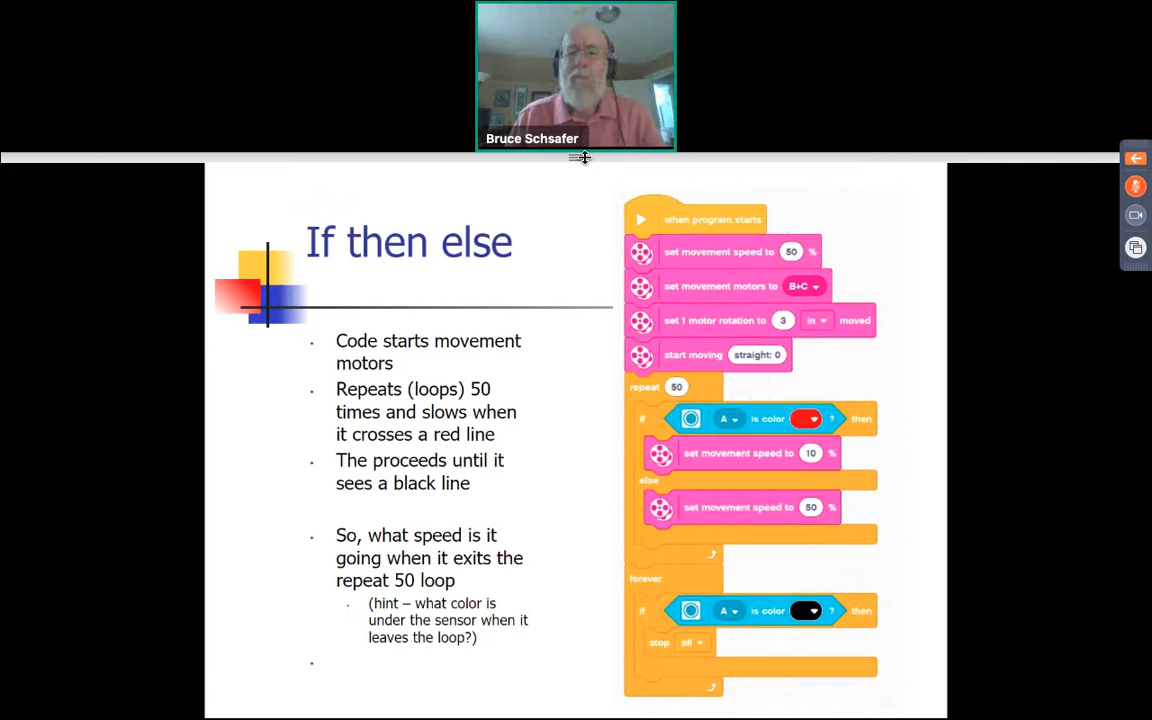 Bruce Schsafer
If then else
Code starts movement
motors
Repeats (loops) 50
times and slows when
it crosses a red line
The proceeds until it
sees a black line
So, what speed is it
going when it exits the
repeat 50 loop
(hint – what color is
under the sensor when it
leaves the loop?)
when program starts
set movement speed to 50 %
set movement motors to B+C
set 1 motor rotation to 3 in moved
start moving straight: 0
repeat 50
if A is color ? then
set movement speed to 10 %
else
set movement speed to 50 %
forever
if A is color ? then
stop all